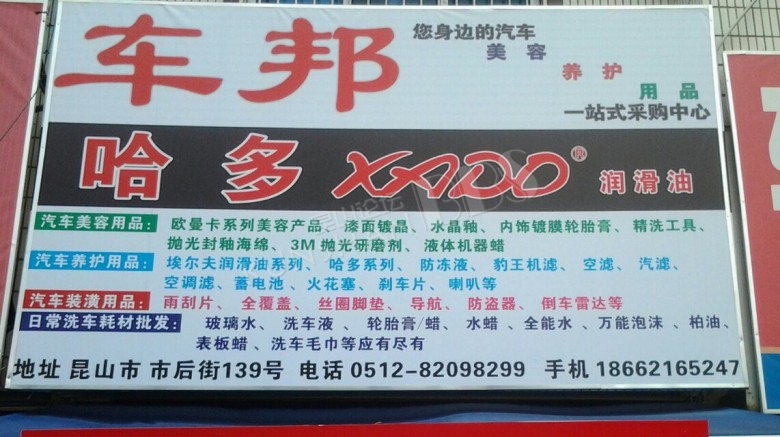 车邦
您身边的汽车
美容
养护
用品
一站式采购中心
哈多 XADO® 润滑油
汽车美容用品： 欧曼卡系列美容产品、漆面镀晶、水晶釉、内饰镀膜轮胎膏、精洗工具、
抛光封釉海绵、3M抛光研磨剂、液体机器蜡
汽车养护用品： 埃尔夫润滑油系列、哈多系列、防冻液、豹王机滤、空滤、汽滤、
空调滤、蓄电池、火花塞、刹车片、喇叭等
汽车装潢用品： 雨刮片、全覆盖、丝圈脚垫、导航、防盗器、倒车雷达等
日常洗车耗材批发： 玻璃水、洗车液、轮胎膏/蜡、水蜡、全能水、万能泡沫、柏油、
表板蜡、洗车毛巾等应有尽有
地址 昆山市 市后街139号 电话 0512-82098299 手机 18662165247